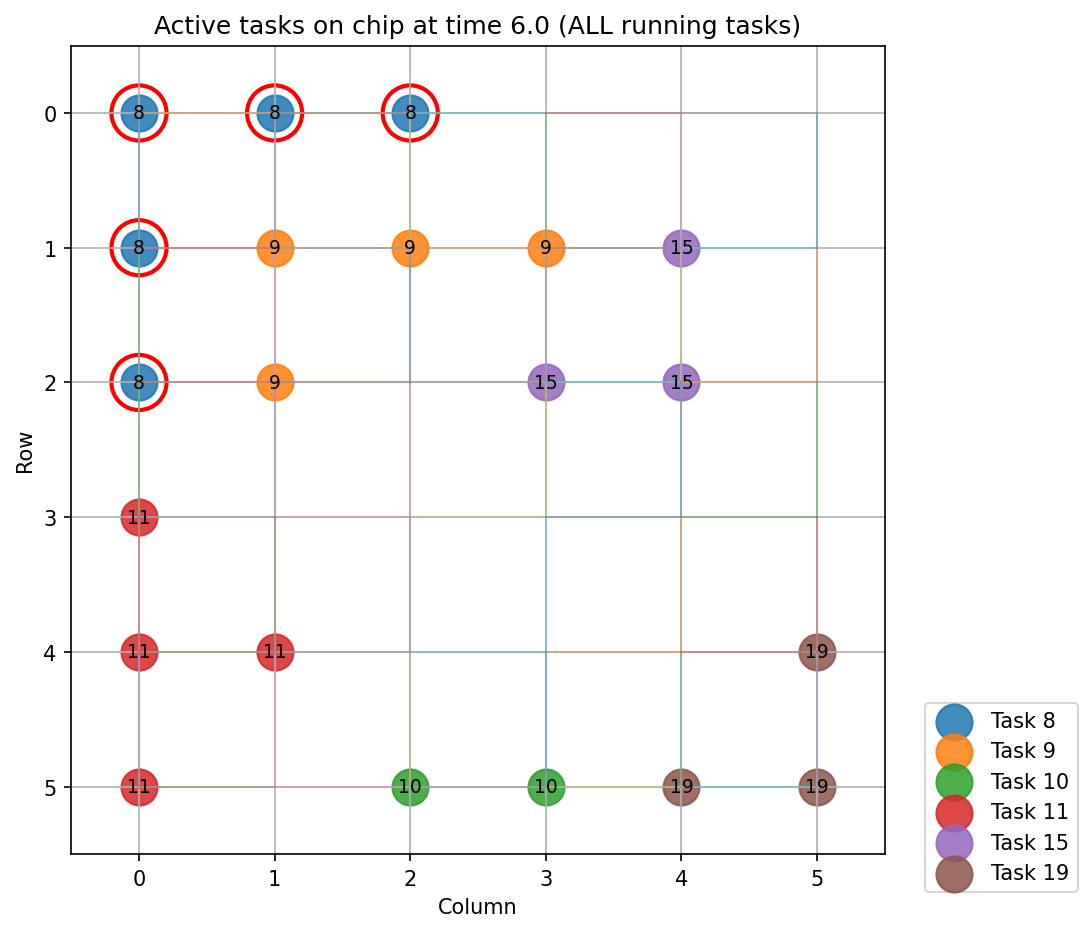 Active tasks on chip at time 6.0 (ALL running tasks)
0
8
8
8
1
8
9
9
9
15
2
8
9
15
15
Row
3
11
4
11
11
19
5
11
10
10
19
19
0 1 2 3 4 5
Column
Task 8
Task 9
Task 10
Task 11
Task 15
Task 19